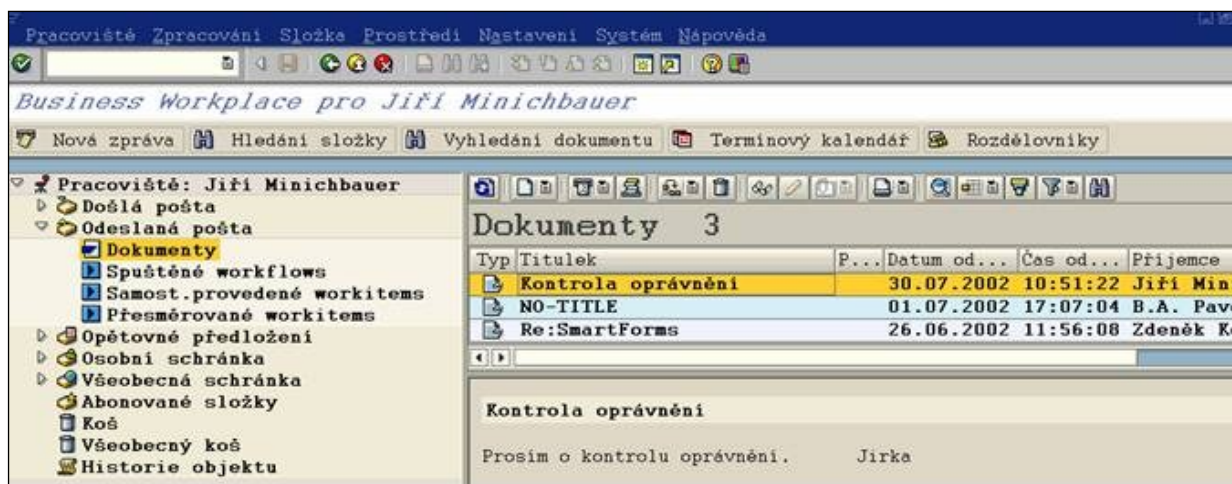 Pracoviště Zpracování Složka Prostředí Nastavení Systém Nápověda
Business Workplace pro Jiří Minichbauer
Nová zpráva Hledání složky Vyhledání dokumentu Termínový kalendář Rozdělovníky
Pracoviště: Jiří Minichbauer
Došlá pošta
Odeslaná pošta
Dokumenty
Spuštěné workflows
Samost.provedené workitems
Přesměrované workitems
Opětovné předložení
Osobní schránka
Všeobecná schránka
Abonované složky
Koš
Všeobecný koš
Historie objektu
Dokumenty 3
Typ Titulek P... Datum od... Čas od... Příjemce
Kontrola oprávnění 30.07.2002 10:51:22 Jiří Min
NO-TITLE 01.07.2002 17:07:04 B.A. Pav
Re:SmartForms 26.06.2002 11:56:08 Zdeněk K
Kontrola oprávnění
Prosím o kontrolu oprávnění. Jirka